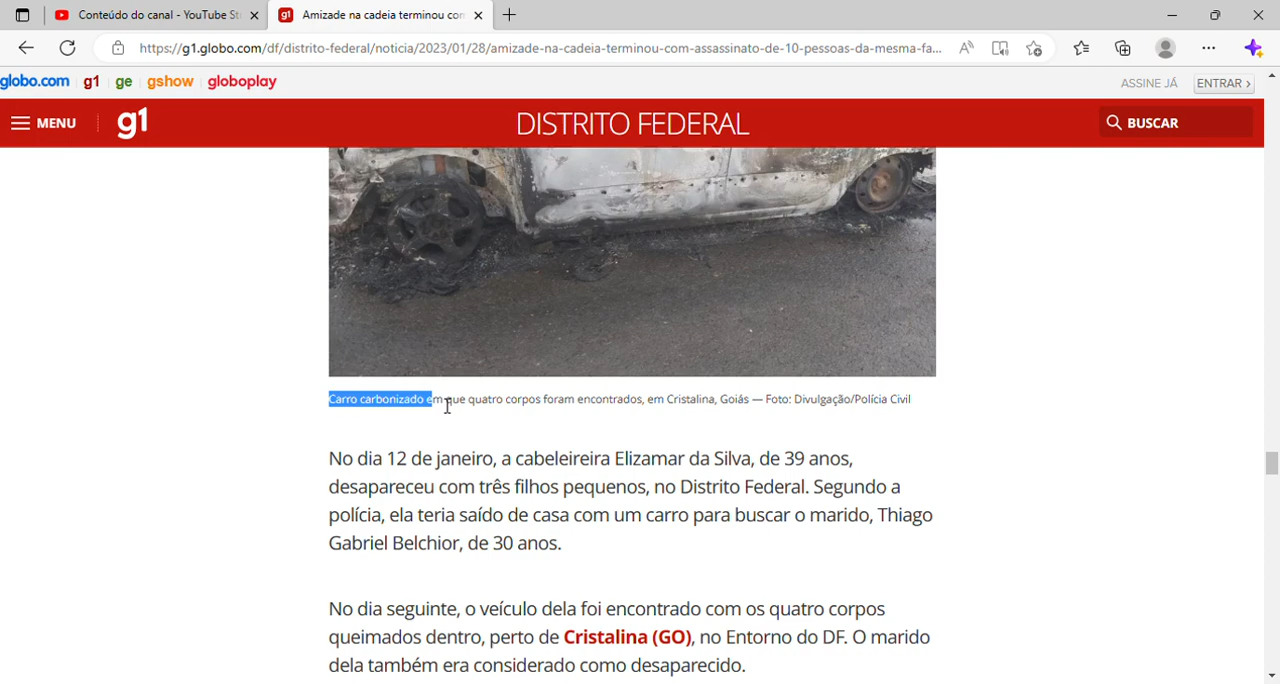 Conteúdo do canal - YouTube St
Amizade na cadeia terminou con
https://g1.globo.com/df/distrito-federal/noticia/2023/01/28/amizade-na-cadeia-terminou-com-assassinato-de-10-pessoas-da-mesma-fa...
globo.com g1 ge gshow globoplay
ASSINE JÁ ENTRAR ›
MENU g1 DISTRITO FEDERAL BUSCAR
Carro carbonizado em que quatro corpos foram encontrados, em Cristalina, Goiás — Foto: Divulgação/Polícia Civil
No dia 12 de janeiro, a cabeleireira Elizamar da Silva, de 39 anos,
desapareceu com três filhos pequenos, no Distrito Federal. Segundo a
polícia, ela teria saído de casa com um carro para buscar o marido, Thiago
Gabriel Belchior, de 30 anos.
No dia seguinte, o veículo dela foi encontrado com os quatro corpos
queimados dentro, perto de Cristalina (GO), no Entorno do DF. O marido
dela também era considerado como desaparecido.